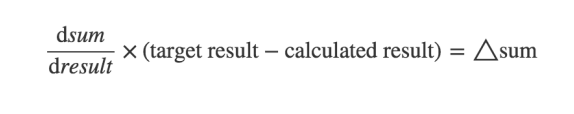 dsum
dresult × (target result − calculated result) = △sum